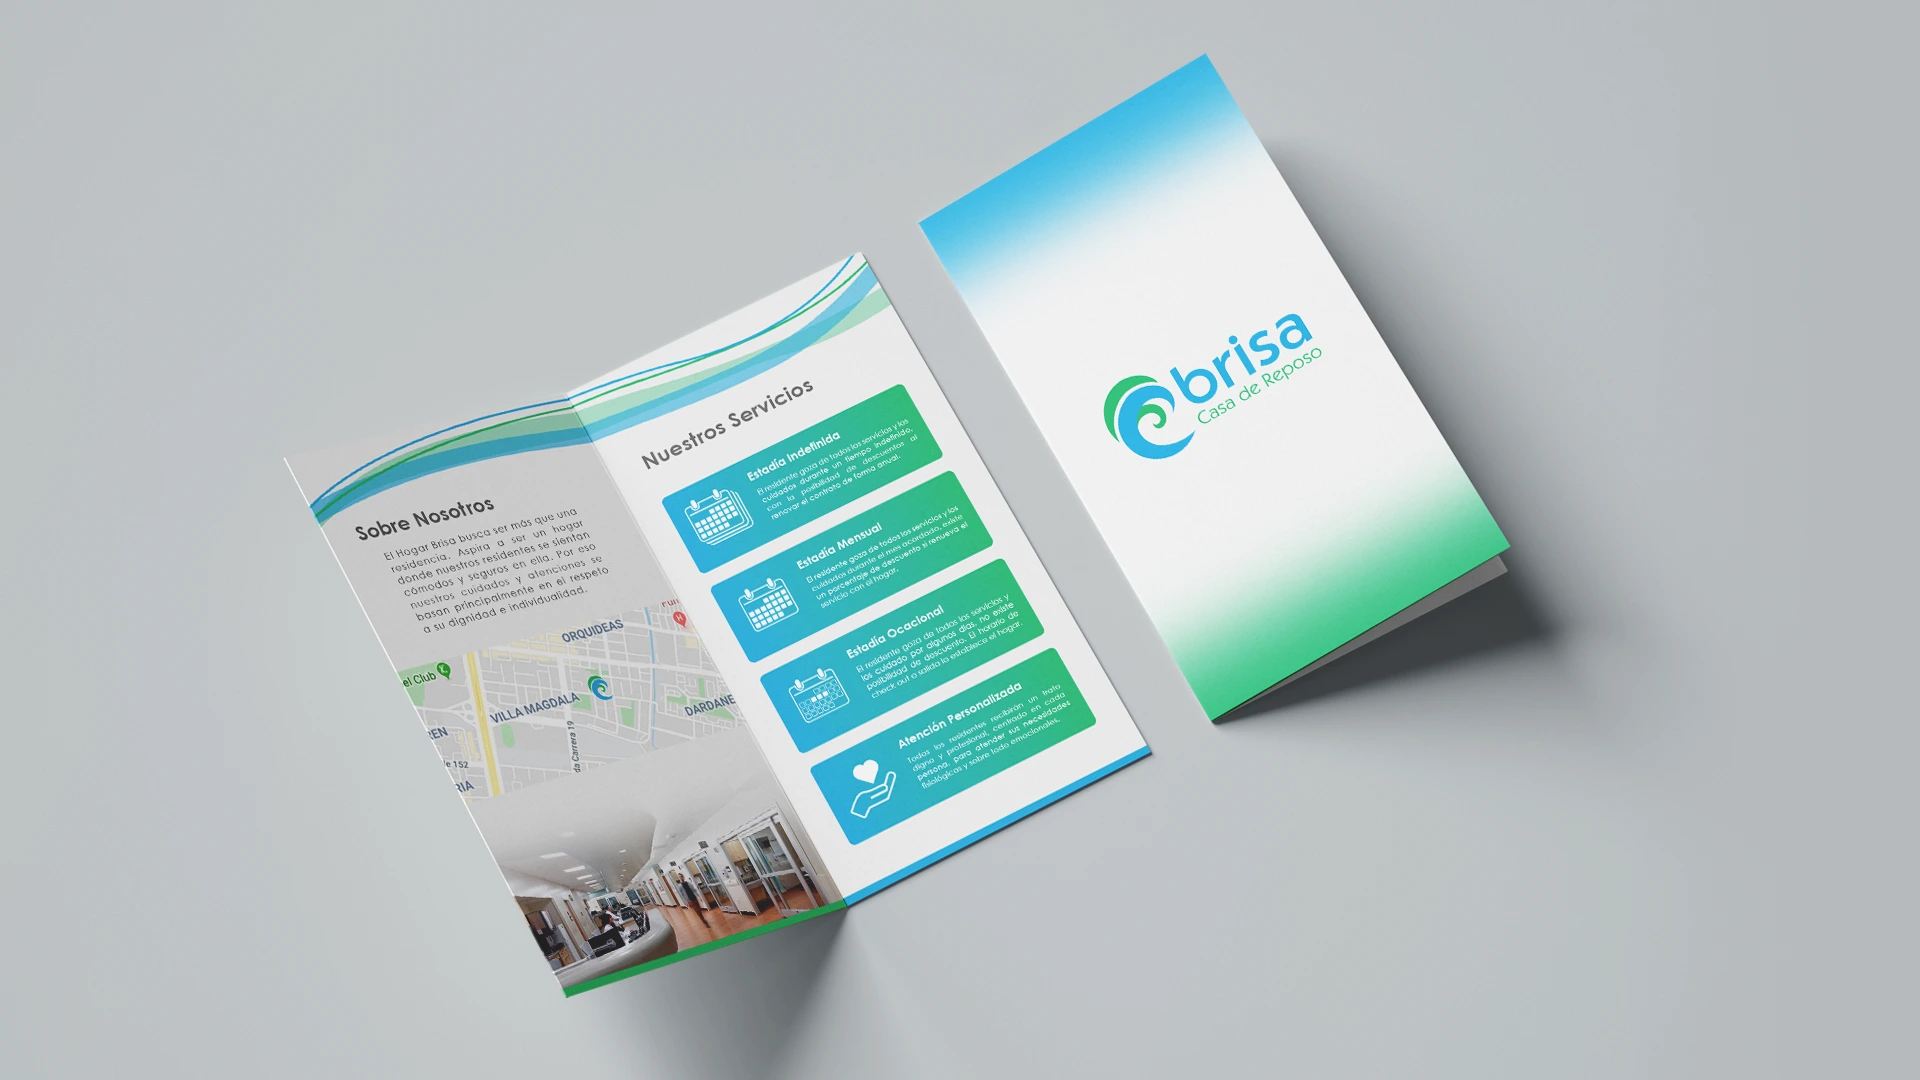 Sobre Nosotros
El Hogar Brisa busca ser más que una
residencia. Aspira a ser un hogar
donde nuestros residentes se sientan
cómodos y seguros en ella. Por eso
nuestros cuidados y atenciones se
basan principalmente en el respeto
a su dignidad e individualidad.
ORQUIDEAS
el Club
VILLA MAGDALA
DARDANE
REN
le 152
RIA
da Carrera 19
Fun
H
Nuestros Servicios
Estadía Indefinida
El residente goza de todos los servicios y los
cuidados durante un tiempo indefinido,
con la posibilidad de descuentos al
renovar el contrato de forma anual.
Estadía Mensual
El residente goza de todos los servicios y los
cuidados durante el mes acordado, existe
un porcentaje de descuento si renueva el
servicio con el hogar.
Estadía Ocacional
El residente goza de todos los servicios y
los cuidado por algunos días, no existe
posibilidad de descuento. El horario de
check out o salida lo establece el hogar.
Atención Personalizada
Todos los residentes recibirán un trato
digno y profesional, centrado en cada
persona, para atender sus necesidades
fisiológicas y sobre todo emocionales.
brisa
Casa de Reposo